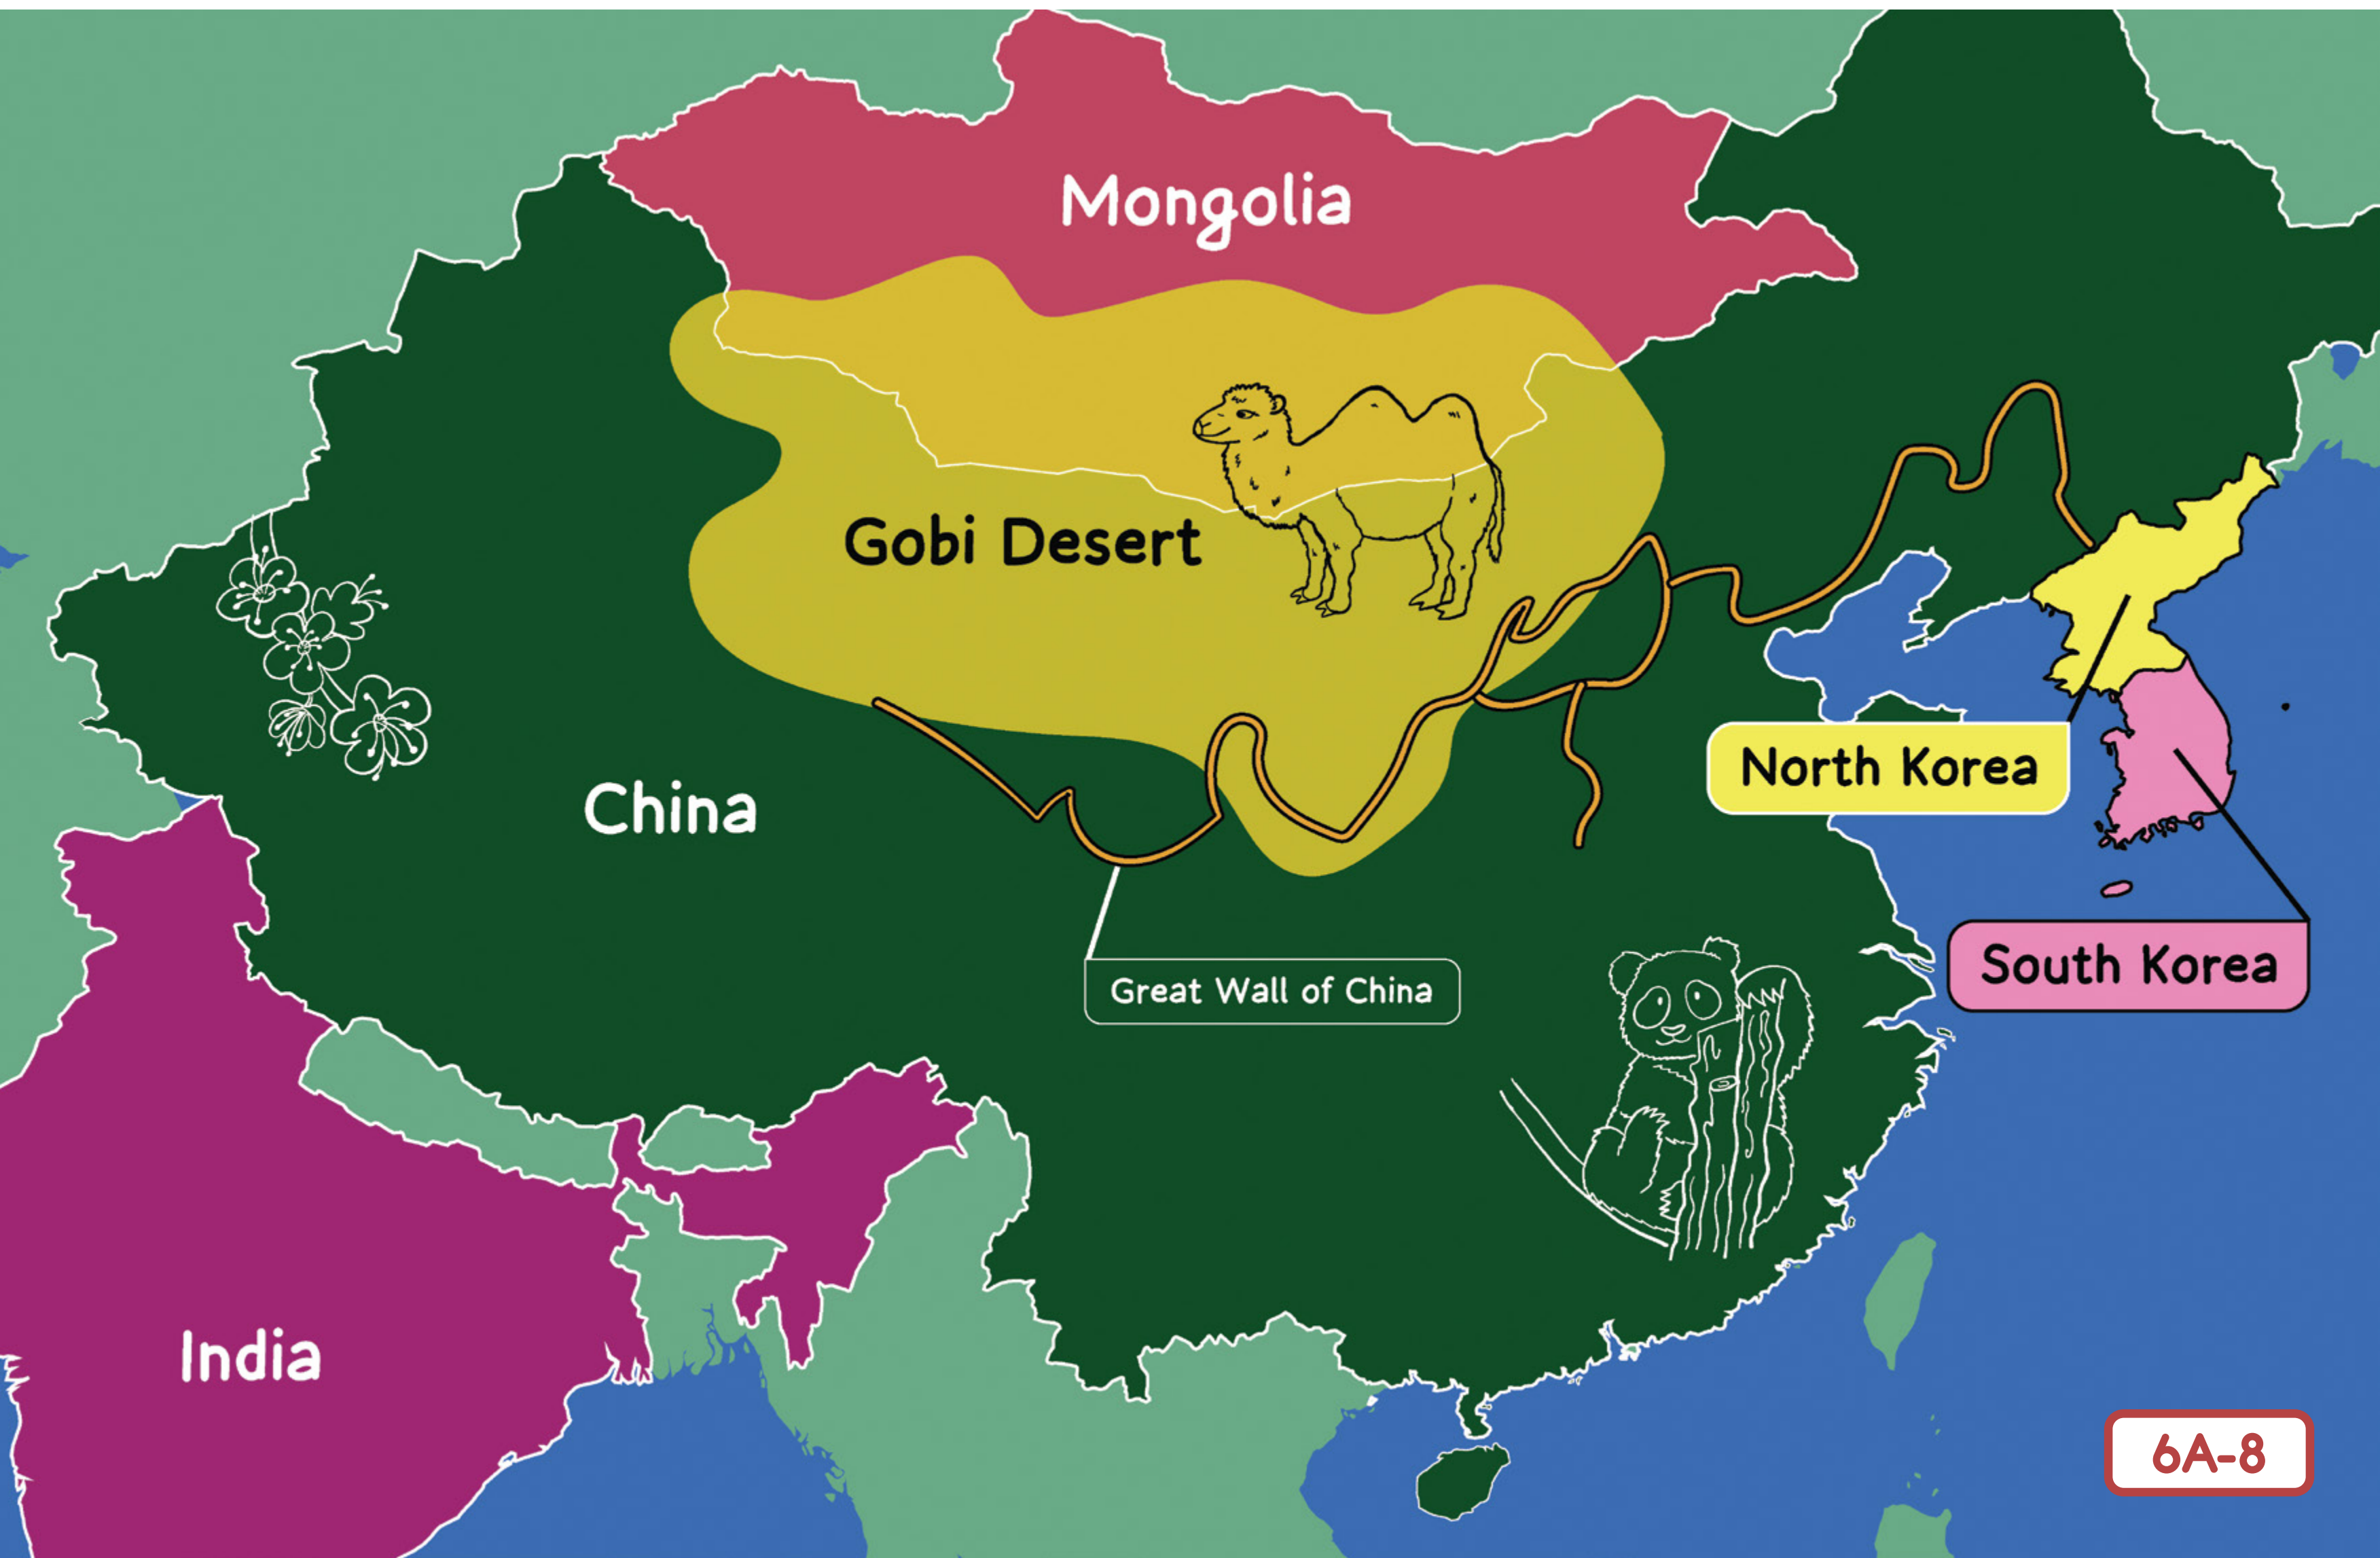 Mongolia
Gobi Desert
North Korea
China
South Korea
Great Wall of China
India
6A-8